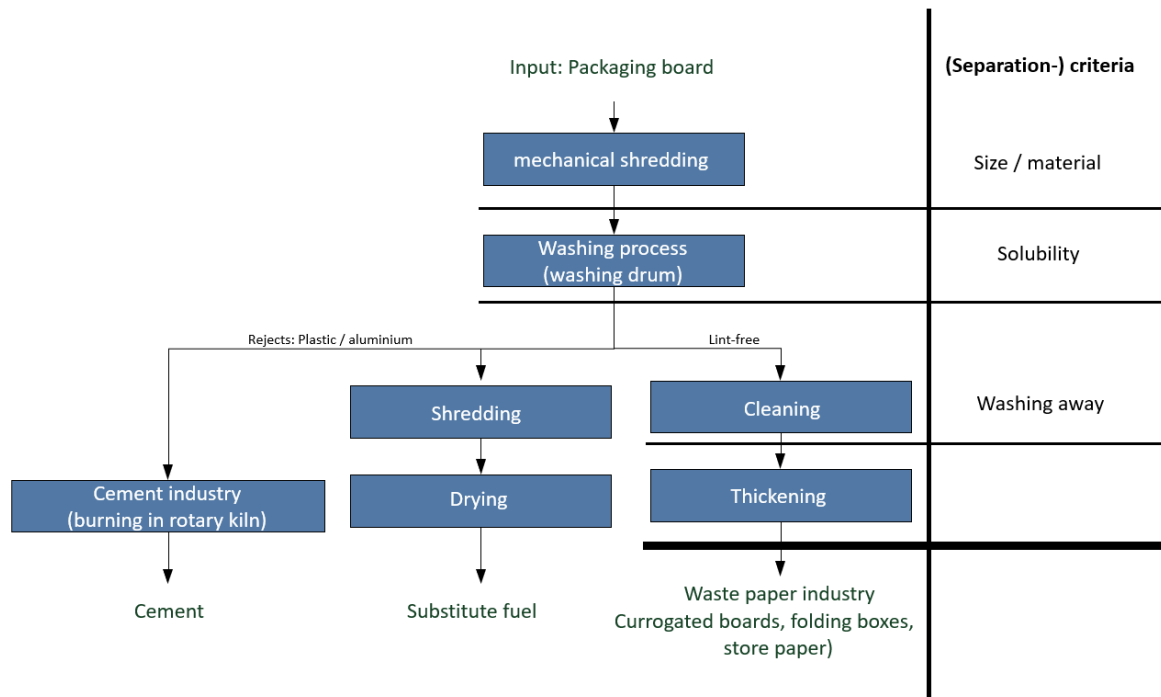 Input: Packaging board
(Separation-) criteria
mechanical shredding
Size / material
Washing process
(washing drum)
Solubility
Rejects: Plastic / aluminium
Lint-free
Shredding
Cleaning
Washing away
Cement industry
(burning in rotary kiln)
Drying
Thickening
Cement
Substitute fuel
Waste paper industry
Currogated boards, folding boxes,
store paper)